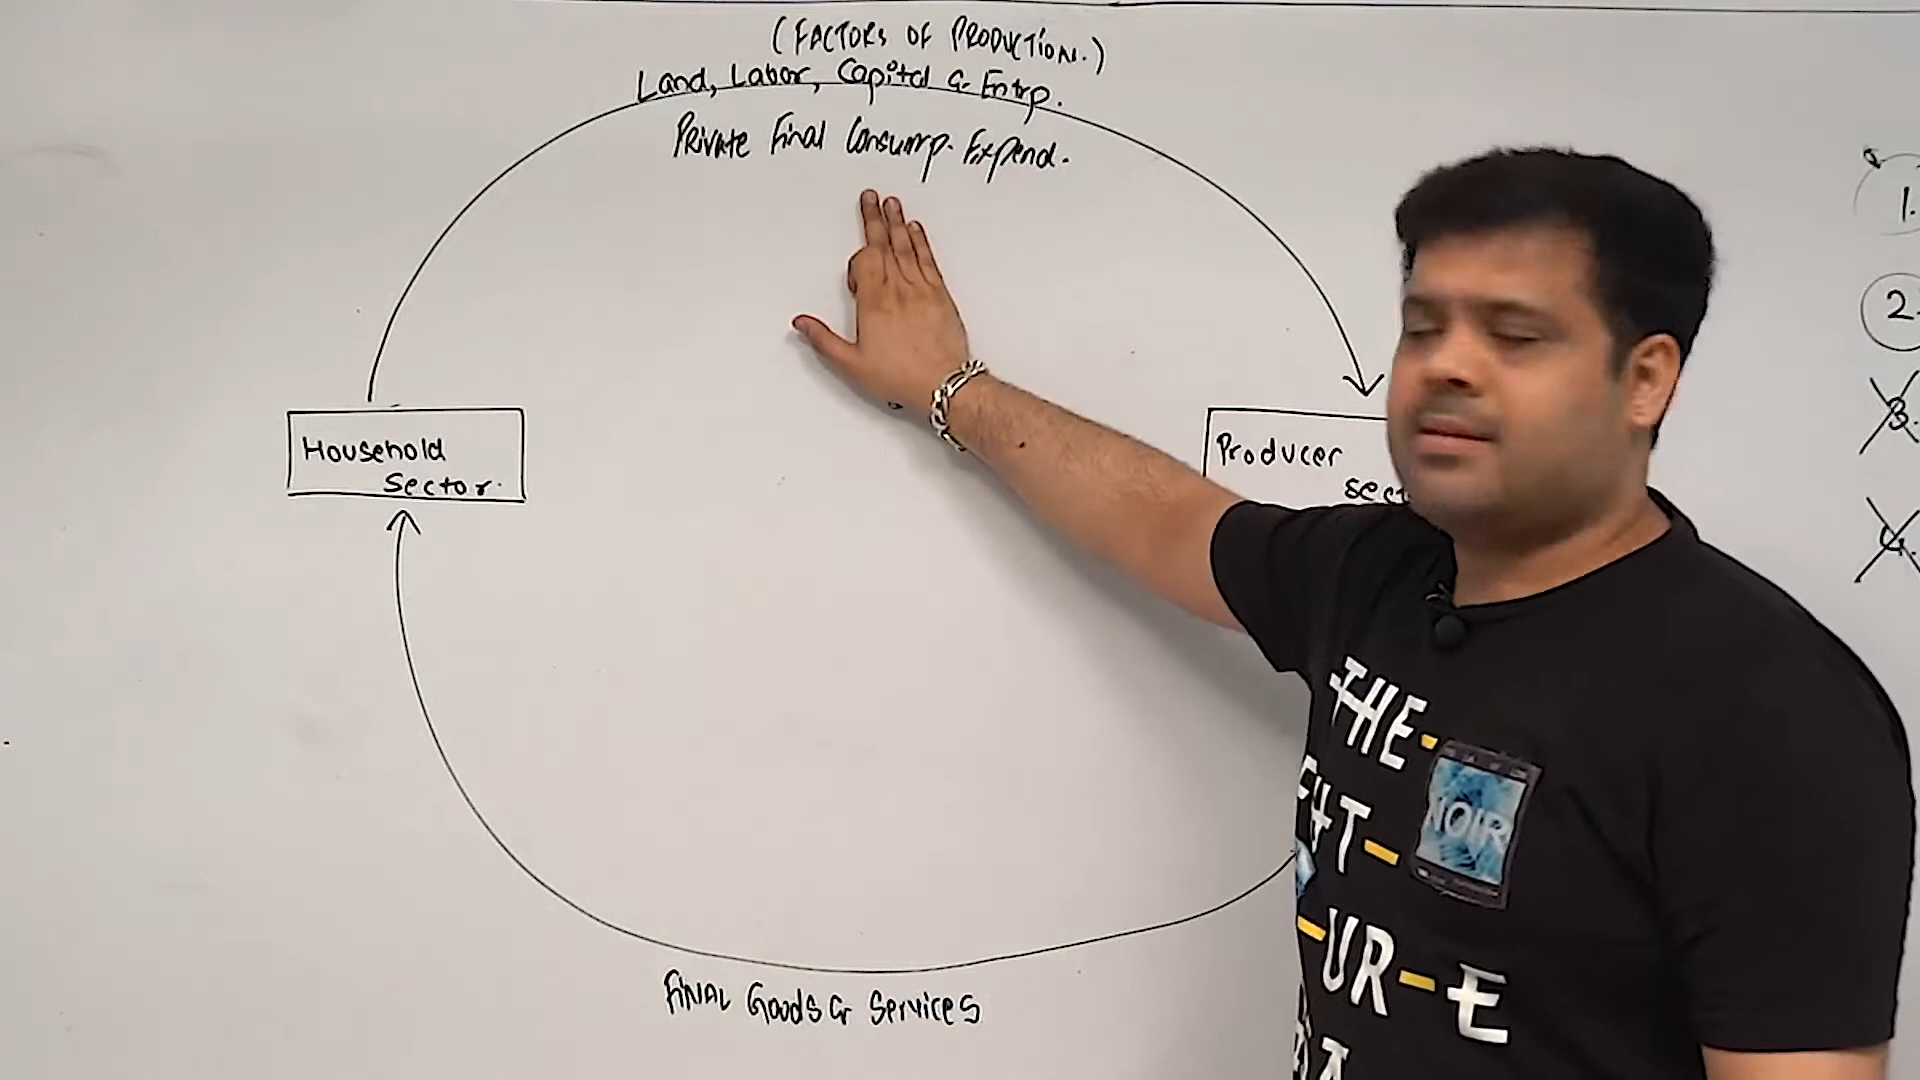 (FACTORS OF PRODUCTION.)
Land, Labor, Capital & Entrp.
Private Final Consump. Expend.
Household
Sector.
Producer
sect
Final Goods & Services
1.
2.
3.
4.
THE-
NOIR
-UR-E